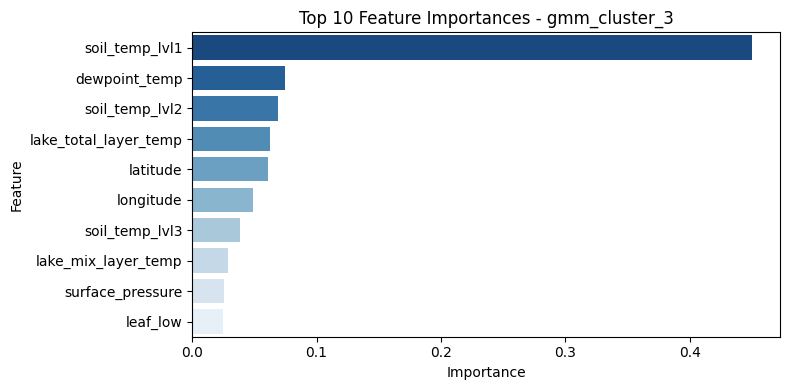 Top 10 Feature Importances - gmm_cluster_3
Feature
soil_temp_lvl1
dewpoint_temp
soil_temp_lvl2
lake_total_layer_temp
latitude
longitude
soil_temp_lvl3
lake_mix_layer_temp
surface_pressure
leaf_low
0.0 0.1 0.2 0.3 0.4
Importance